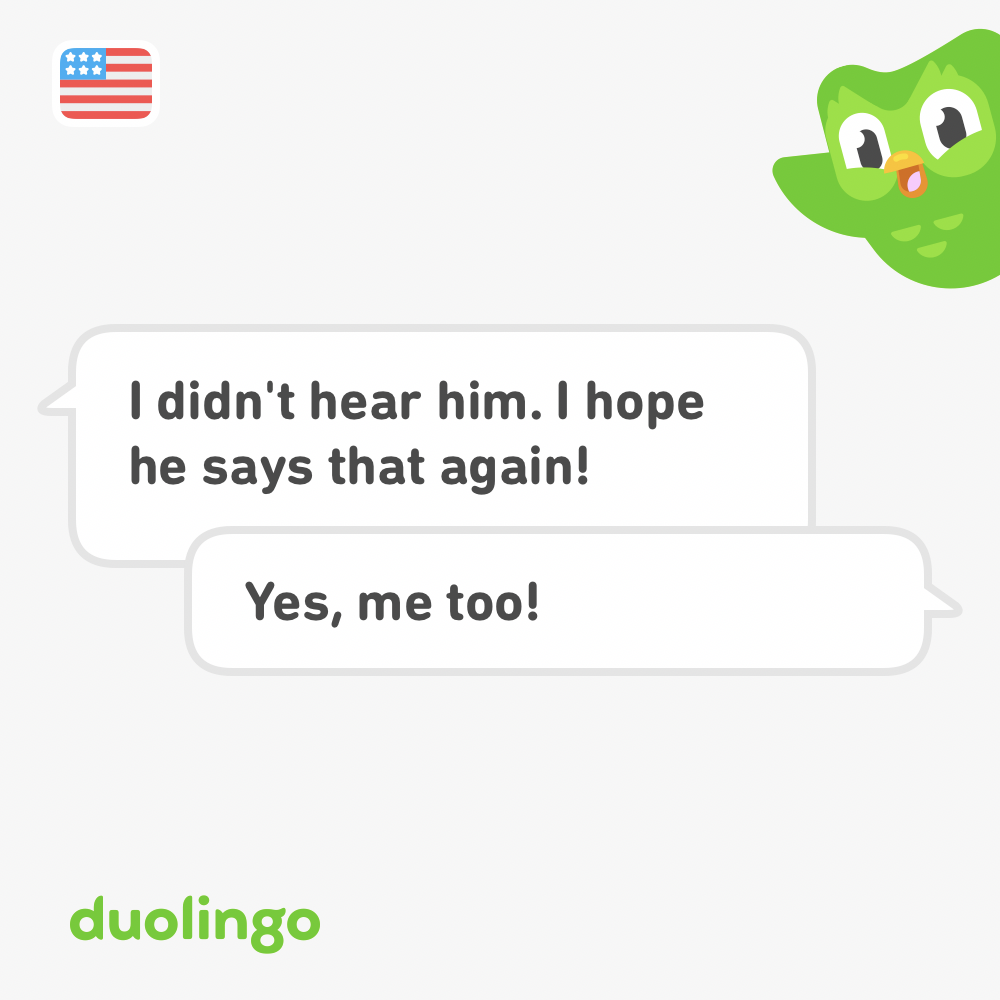 I didn't hear him. I hope
he says that again!
Yes, me too!
duolingo